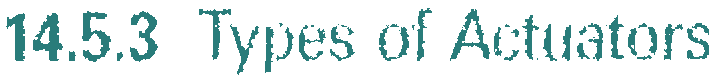 14.5.3 Types of Actuators